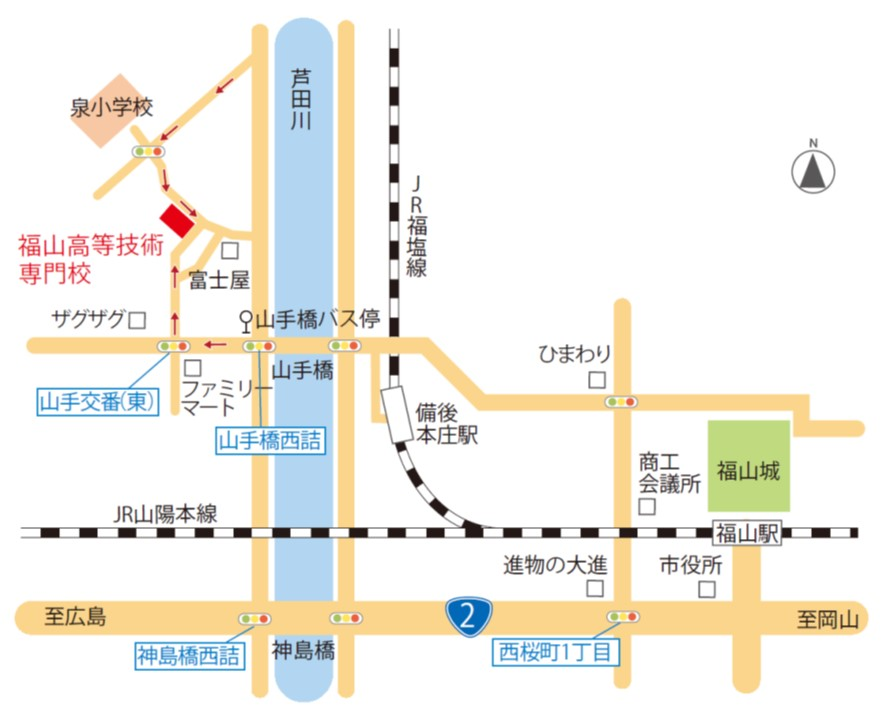 芦田川
泉小学校
N
JR福塩線
福山高等技術
専門校
富士屋
ザグザグ
山手橋バス停
ひまわり
山手橋
ファミリー
マート
山手交番(東)
備後
本庄駅
山手橋西詰
商工
会議所
福山城
JR山陽本線
福山駅
進物の大進
市役所
至広島
2
至岡山
神島橋西詰
神島橋
西桜町1丁目